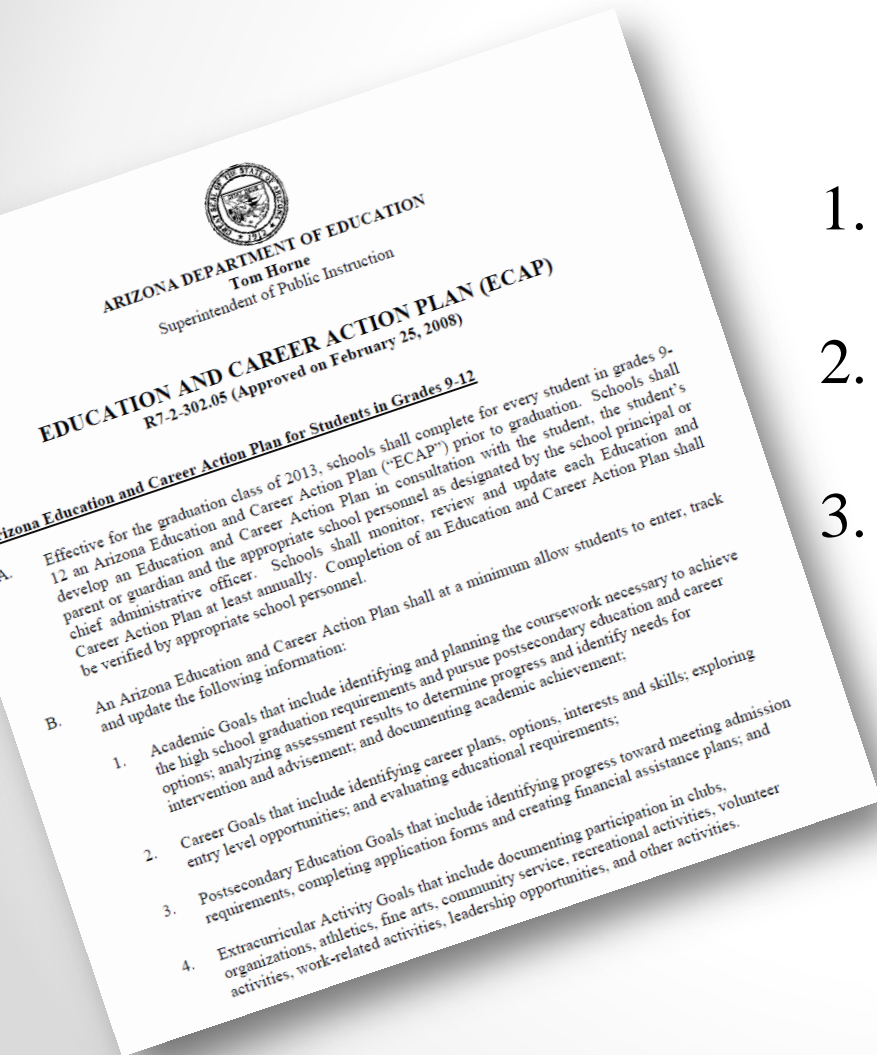 ARIZONA DEPARTMENT OF EDUCATION
Tom Horne
Superintendent of Public Instruction
EDUCATION AND CAREER ACTION PLAN (ECAP)
R7-2-302.05 (Approved on February 25, 2008)
Education and Career Action Plan for Students in Grades 9-12
A. Effective for the graduation class of 2013, schools shall complete for every student in grades 9-
12 an Arizona Education and Career Action Plan (“ECAP”) prior to graduation. Schools shall
develop an Education and Career Action Plan in consultation with the student, the student’s
parent or guardian and the appropriate school personnel as designated by the school principal or
chief administrative officer. Schools shall monitor, review and update each Education and
Career Action Plan at least annually. Completion of an Education and Career Action Plan shall
be verified by appropriate school personnel.
B. An Arizona Education and Career Action Plan shall at a minimum allow students to enter, track
and update the following information:
1. Academic Goals that include identifying and planning the coursework necessary to achieve
the high school graduation requirements and pursue postsecondary education and career
options; analyzing assessment results to determine progress and identify needs for
intervention and advisement; and documenting academic achievement;
2. Career Goals that include identifying career plans, options, interests and skills; exploring
entry level opportunities; and evaluating educational requirements;
3. Postsecondary Education Goals that include identifying progress toward meeting admission
requirements, completing application forms and creating financial assistance plans; and
4. Extracurricular Activity Goals that include documenting participation in clubs,
organizations, athletics, fine arts, community service, recreational activities, volunteer
activities, work-related activities, leadership opportunities, and other activities.
1.
2.
3.